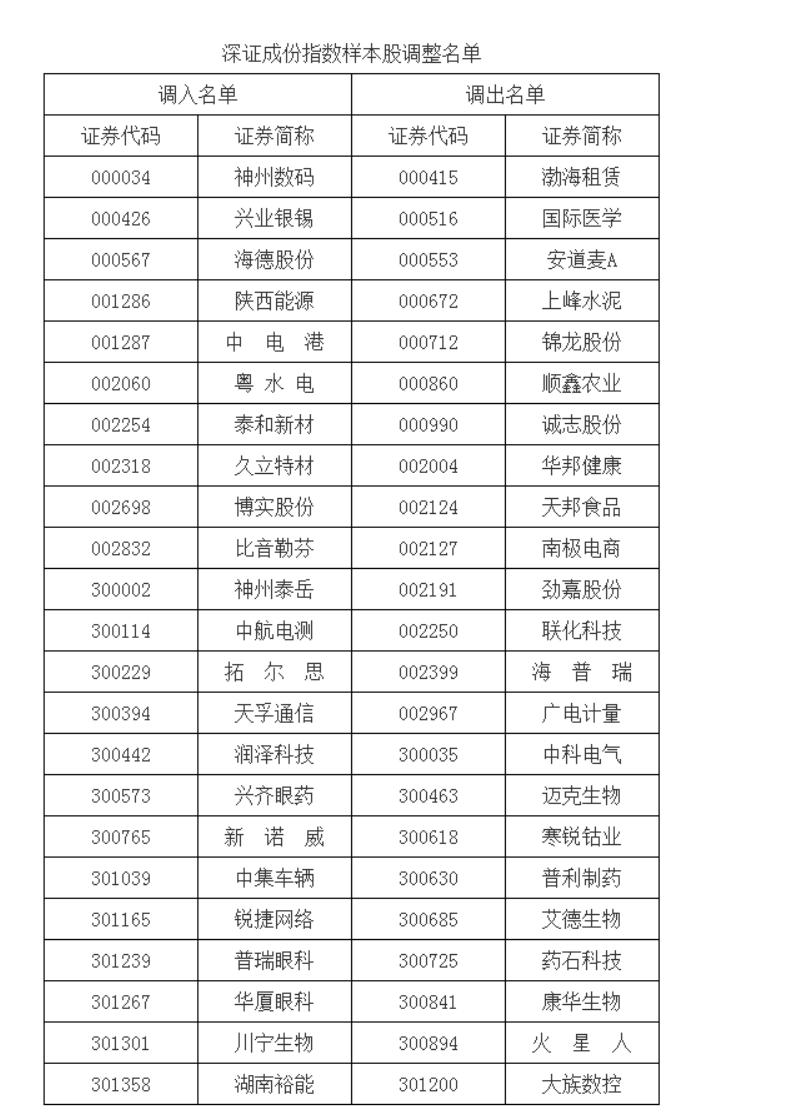 深证成份指数样本股调整名单
调入名单 调出名单
证券代码 证券简称 证券代码 证券简称
000034 神州数码 000415 渤海租赁
000426 兴业银锡 000516 国际医学
000567 海德股份 000553 安道麦A
001286 陕西能源 000672 上峰水泥
001287 中 电 港 000712 锦龙股份
002060 粤 水 电 000860 顺鑫农业
002254 泰和新材 000990 诚志股份
002318 久立特材 002004 华邦健康
002698 博实股份 002124 天邦食品
002832 比音勒芬 002127 南极电商
300002 神州泰岳 002191 劲嘉股份
300114 中航电测 002250 联化科技
300229 拓 尔 思 002399 海 普 瑞
300394 天孚通信 002967 广电计量
300442 润泽科技 300035 中科电气
300573 兴齐眼药 300463 迈克生物
300765 新 诺 威 300618 寒锐钴业
301039 中集车辆 300630 普利制药
301165 锐捷网络 300685 艾德生物
301239 普瑞眼科 300725 药石科技
301267 华厦眼科 300841 康华生物
301301 川宁生物 300894 火 星 人
301358 湖南裕能 301200 大族数控